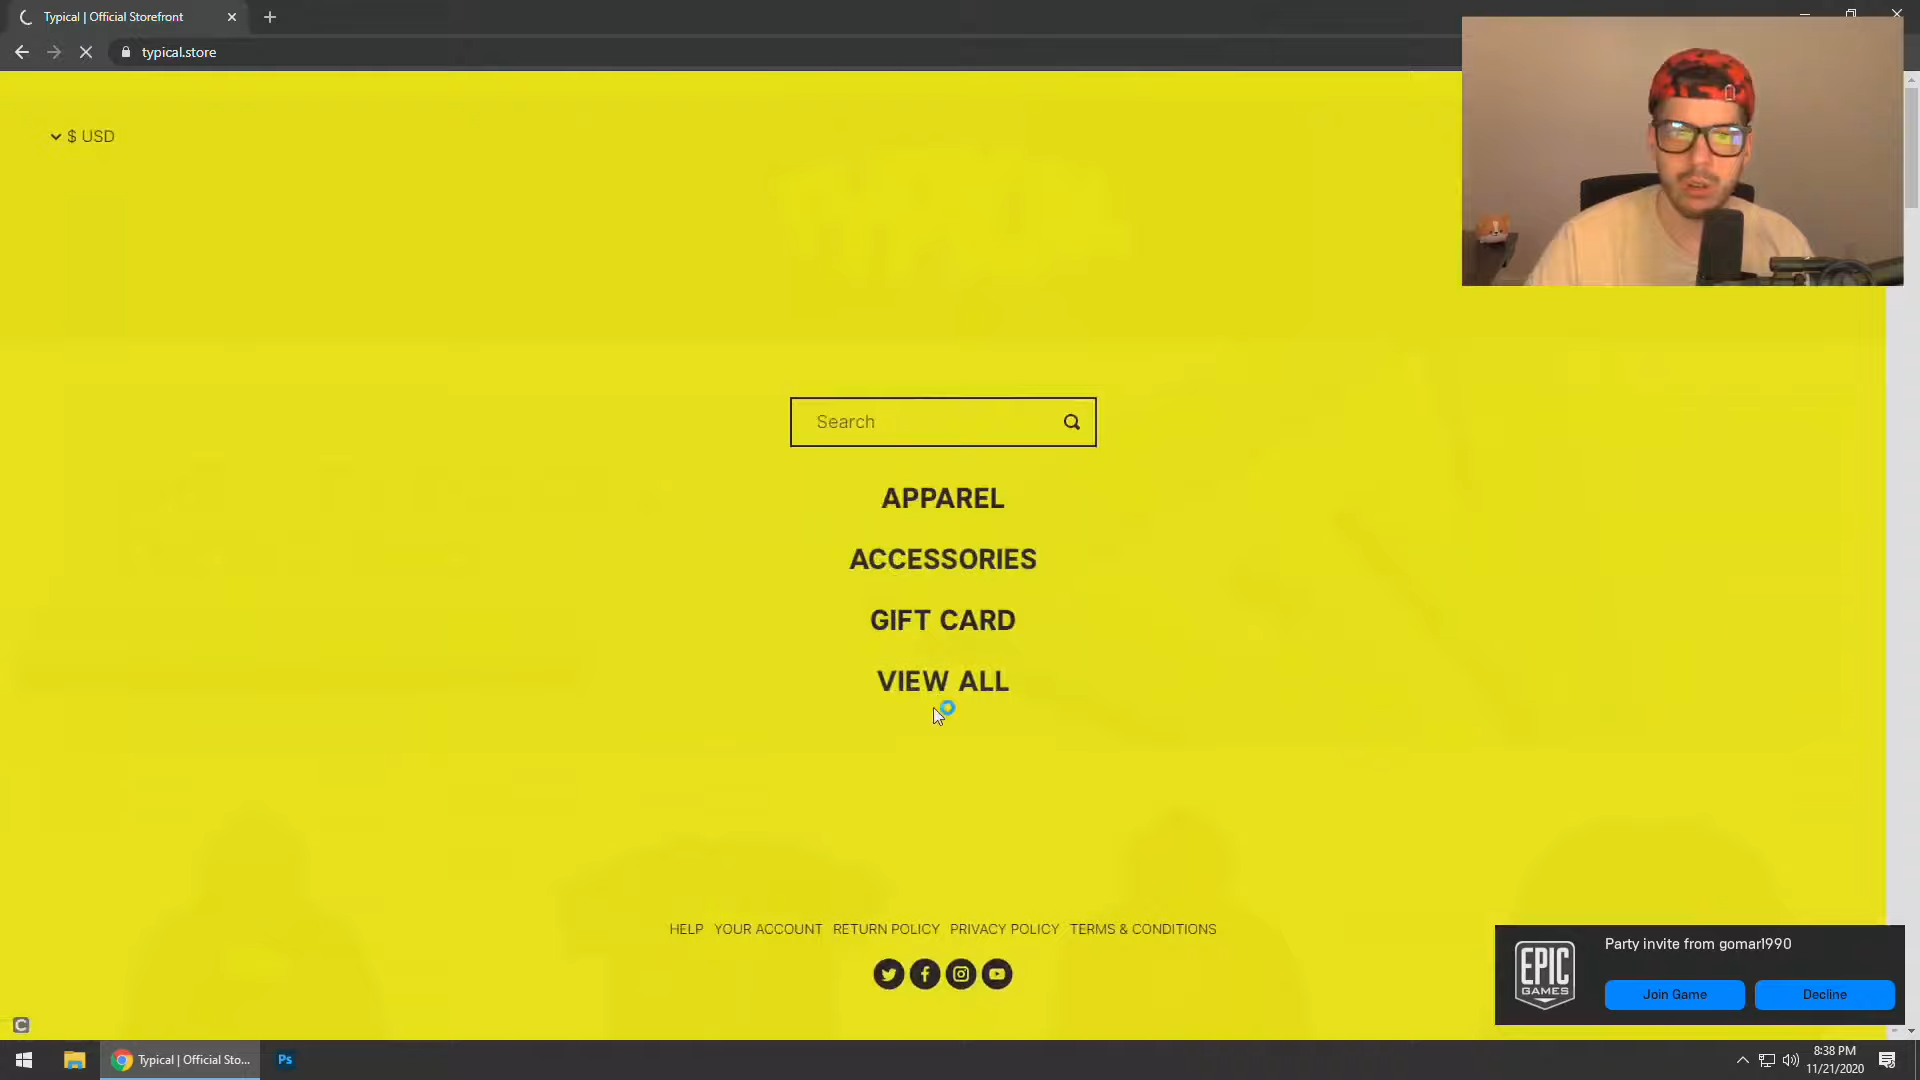 Typical | Official Storefront
typical.store
$ USD
Search
APPAREL
ACCESSORIES
GIFT CARD
VIEW ALL
HELP YOUR ACCOUNT RETURN POLICY PRIVACY POLICY TERMS & CONDITIONS
EPIC GAMES
Party invite from gomar1990
Join Game Decline
C
Typical | Official Sto...
Ps
8:38 PM
11/21/2020